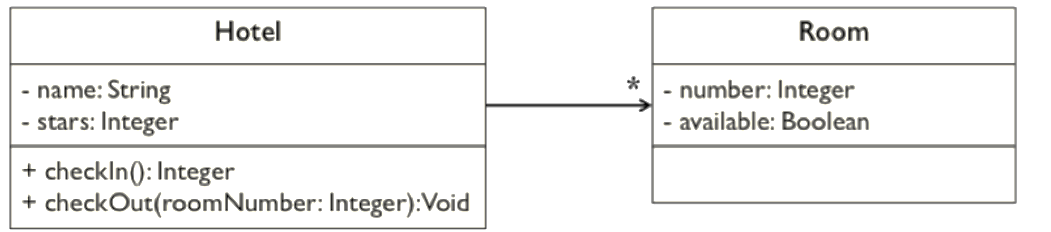 Hotel
- name: String
- stars: Integer
+ checkIn(): Integer
+ checkOut(roomNumber: Integer):Void
*
Room
- number: Integer
- available: Boolean